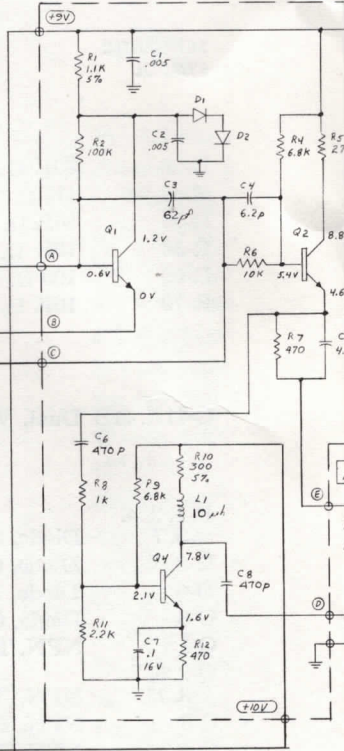 +9V
R1
1.1K
5%
C1
.005
R2
100K
C2
.005
D1
D2
R4
6.8K
R5
27
C3
62p
C4
6.2p
Q1
1.2V
0.6V
0V
A
B
C
R6
10K
Q2
8.8
5.4V
4.6
R7
470
C
4.
C6
470p
R8
1K
R9
6.8K
R10
300
5%
L1
10µh
Q4
7.8V
2.1V
1.6V
C8
470p
R11
2.2K
C7
.1
16V
R12
470
E
D
+10V